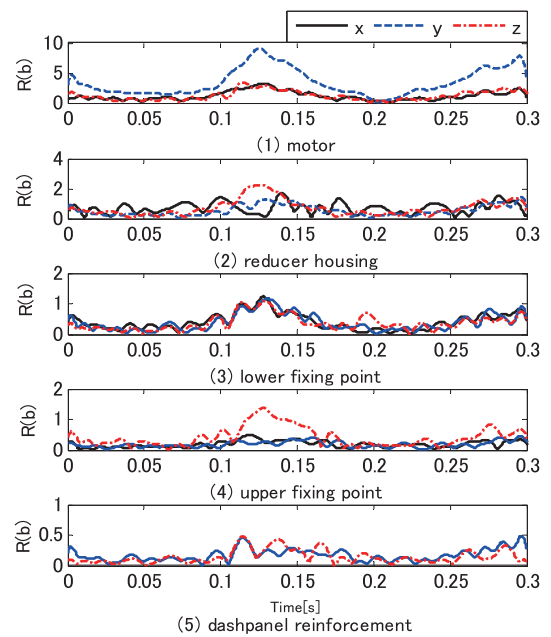 x y z
10
5
0
R(b)
0 0.05 0.1 0.15 0.2 0.25 0.3
(1) motor
4
2
0
R(b)
0 0.05 0.1 0.15 0.2 0.25 0.3
(2) reducer housing
2
1
0
R(b)
0 0.05 0.1 0.15 0.2 0.25 0.3
(3) lower fixing point
2
1
0
R(b)
0 0.05 0.1 0.15 0.2 0.25 0.3
(4) upper fixing point
1
0.5
0
R(b)
0 0.05 0.1 0.15 0.2 0.25 0.3
Time[s]
(5) dashpanel reinforcement